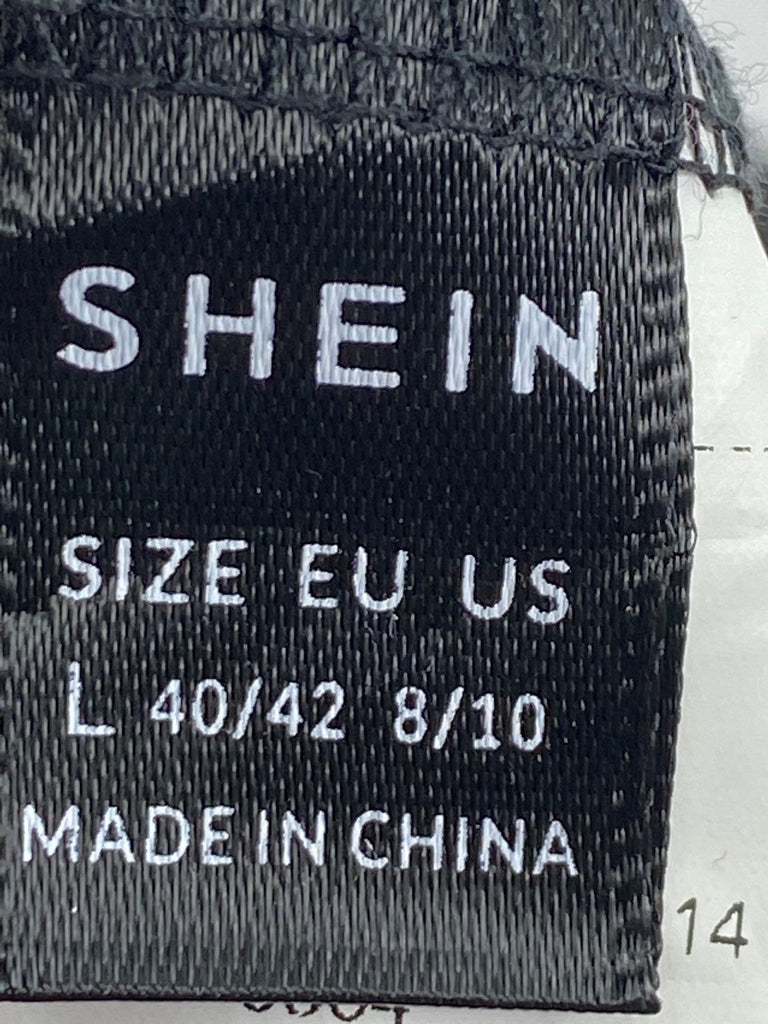 SHEIN
SIZE EU US
L 40/42 8/10
MADE IN CHINA
14